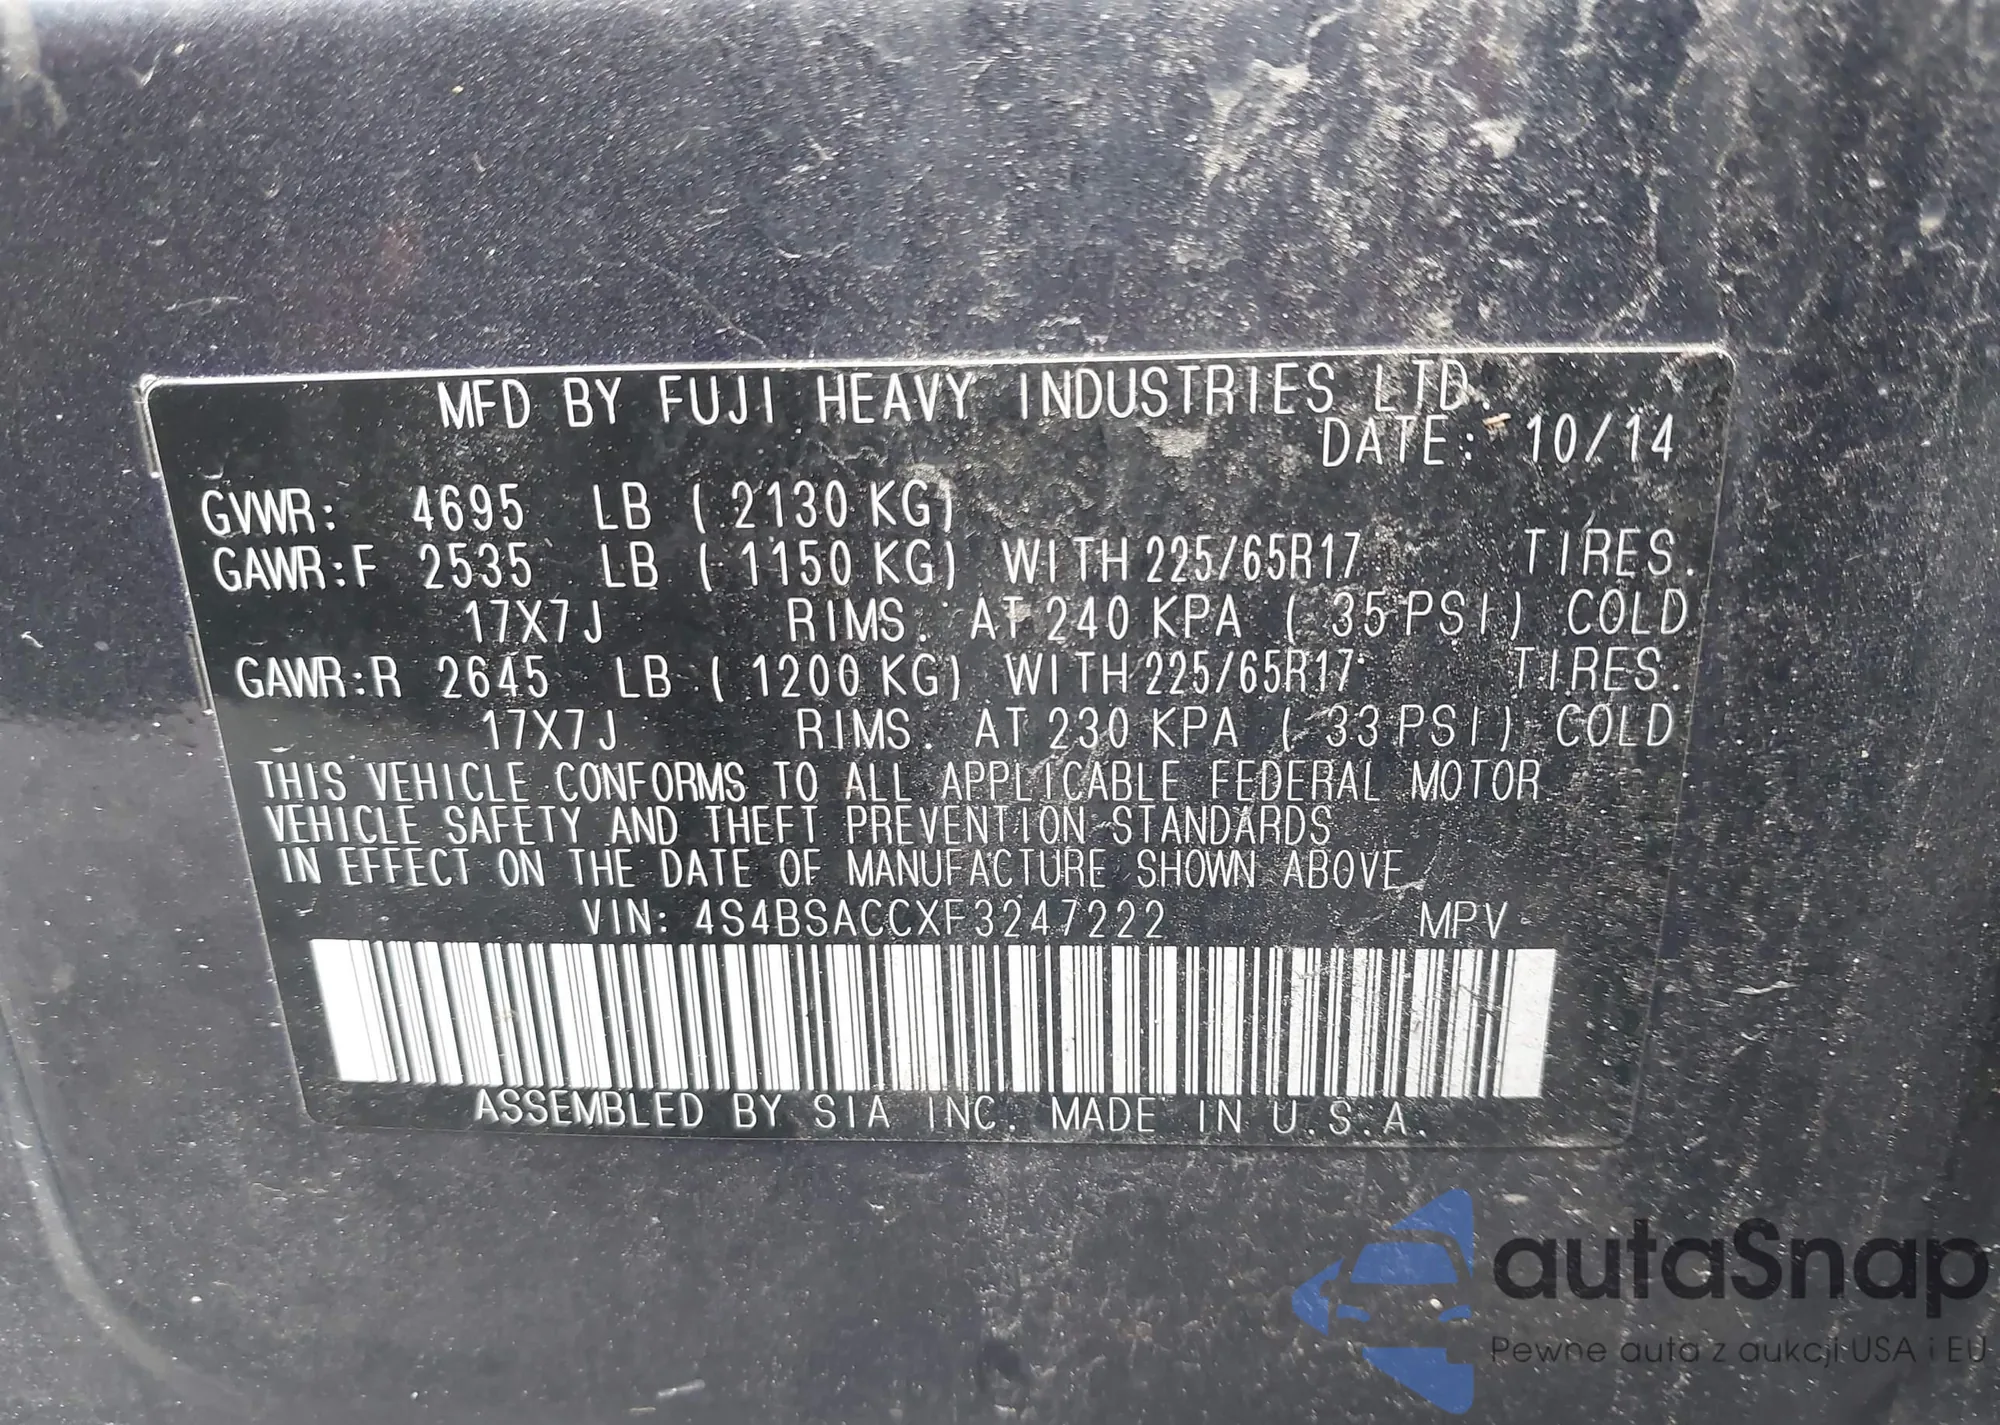 MFD BY FUJI HEAVY INDUSTRIES LTD.
DATE: 10/14
GVWR: 4695 LB ( 2130 KG)
GAWR:F 2535 LB ( 1150 KG) WITH 225/65R17 TIRES.
17X7J RIMS. AT 240 KPA ( 35 PSI) COLD
GAWR:R 2645 LB ( 1200 KG) WITH 225/65R17 TIRES.
17X7J RIMS. AT 230 KPA ( 33 PSI) COLD
THIS VEHICLE CONFORMS TO ALL APPLICABLE FEDERAL MOTOR
VEHICLE SAFETY AND THEFT PREVENTION STANDARDS
IN EFFECT ON THE DATE OF MANUFACTURE SHOWN ABOVE
VIN: 4S4BSACCXF3247222 MPV
ASSEMBLED BY SIA INC. MADE IN U.S.A.
autaSnap
Pewne auta z aukcji USA i EU